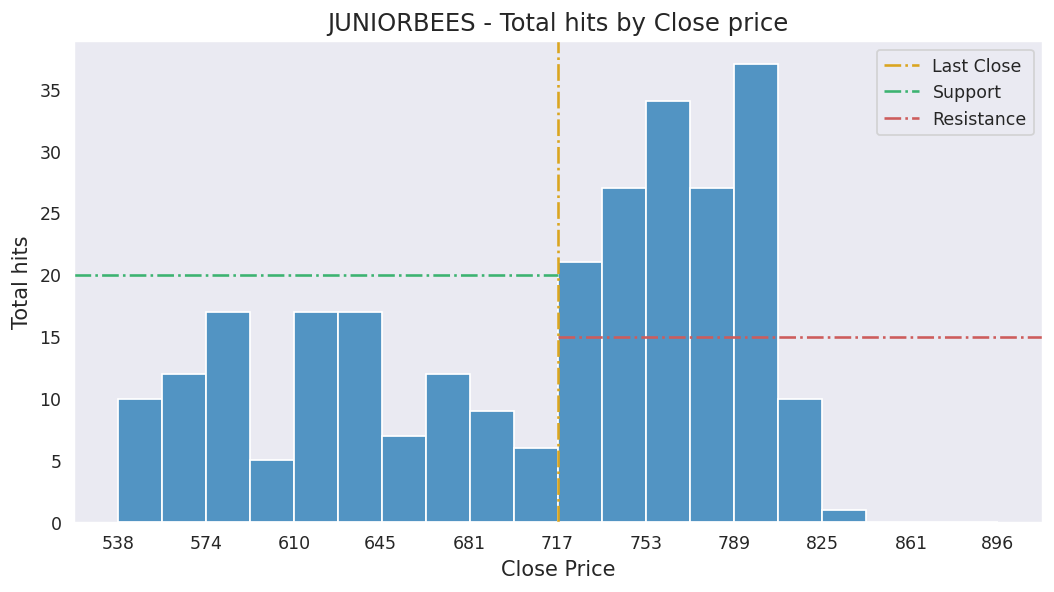 JUNIORBEES - Total hits by Close price
Last Close
Support
Resistance
Total hits
35
30
25
20
15
10
5
0
538 574 610 645 681 717 753 789 825 861 896
Close Price